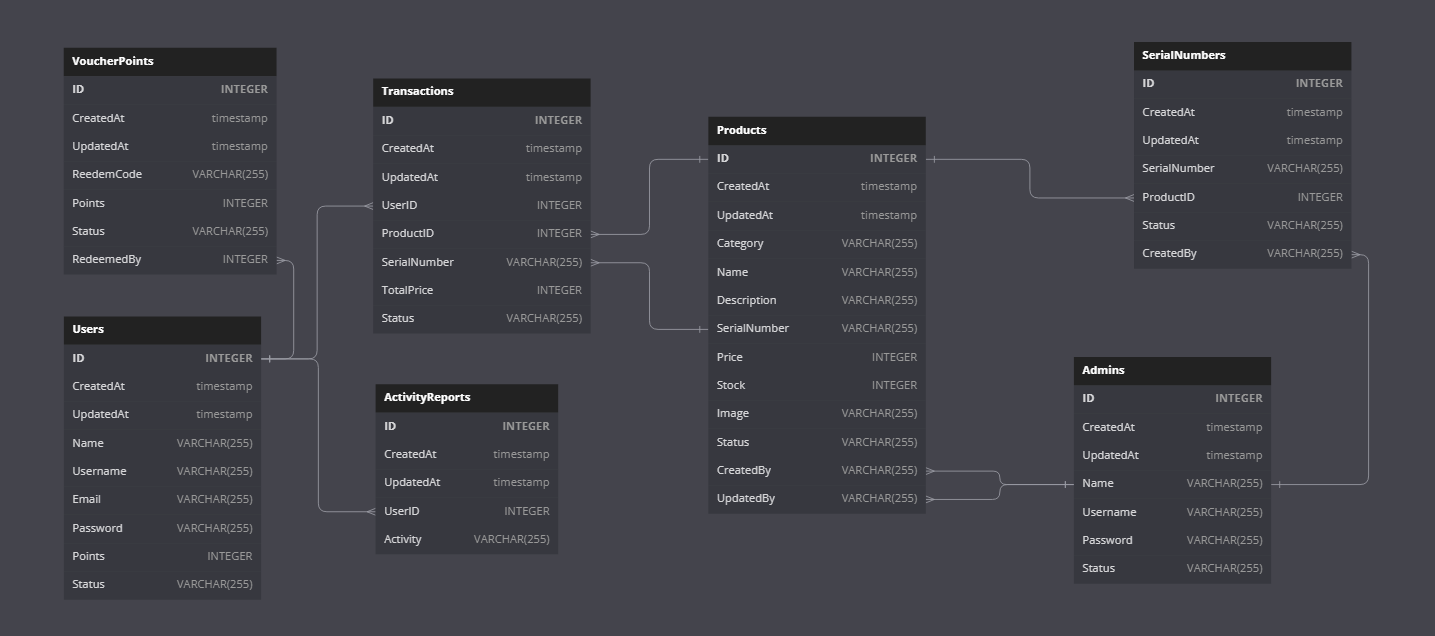 VoucherPoints
ID INTEGER
CreatedAt timestamp
UpdatedAt timestamp
ReedemCode VARCHAR(255)
Points INTEGER
Status VARCHAR(255)
RedeemedBy INTEGER
Users
ID INTEGER
CreatedAt timestamp
UpdatedAt timestamp
Name VARCHAR(255)
Username VARCHAR(255)
Email VARCHAR(255)
Password VARCHAR(255)
Points INTEGER
Status VARCHAR(255)
Transactions
ID INTEGER
CreatedAt timestamp
UpdatedAt timestamp
UserID INTEGER
ProductID INTEGER
SerialNumber VARCHAR(255)
TotalPrice INTEGER
Status VARCHAR(255)
ActivityReports
ID INTEGER
CreatedAt timestamp
UpdatedAt timestamp
UserID INTEGER
Activity VARCHAR(255)
Products
ID INTEGER
CreatedAt timestamp
UpdatedAt timestamp
Category VARCHAR(255)
Name VARCHAR(255)
Description VARCHAR(255)
SerialNumber VARCHAR(255)
Price INTEGER
Stock INTEGER
Image VARCHAR(255)
Status VARCHAR(255)
CreatedBy VARCHAR(255)
UpdatedBy VARCHAR(255)
SerialNumbers
ID INTEGER
CreatedAt timestamp
UpdatedAt timestamp
SerialNumber VARCHAR(255)
ProductID INTEGER
Status VARCHAR(255)
CreatedBy VARCHAR(255)
Admins
ID INTEGER
CreatedAt timestamp
UpdatedAt timestamp
Name VARCHAR(255)
Username VARCHAR(255)
Password VARCHAR(255)
Status VARCHAR(255)